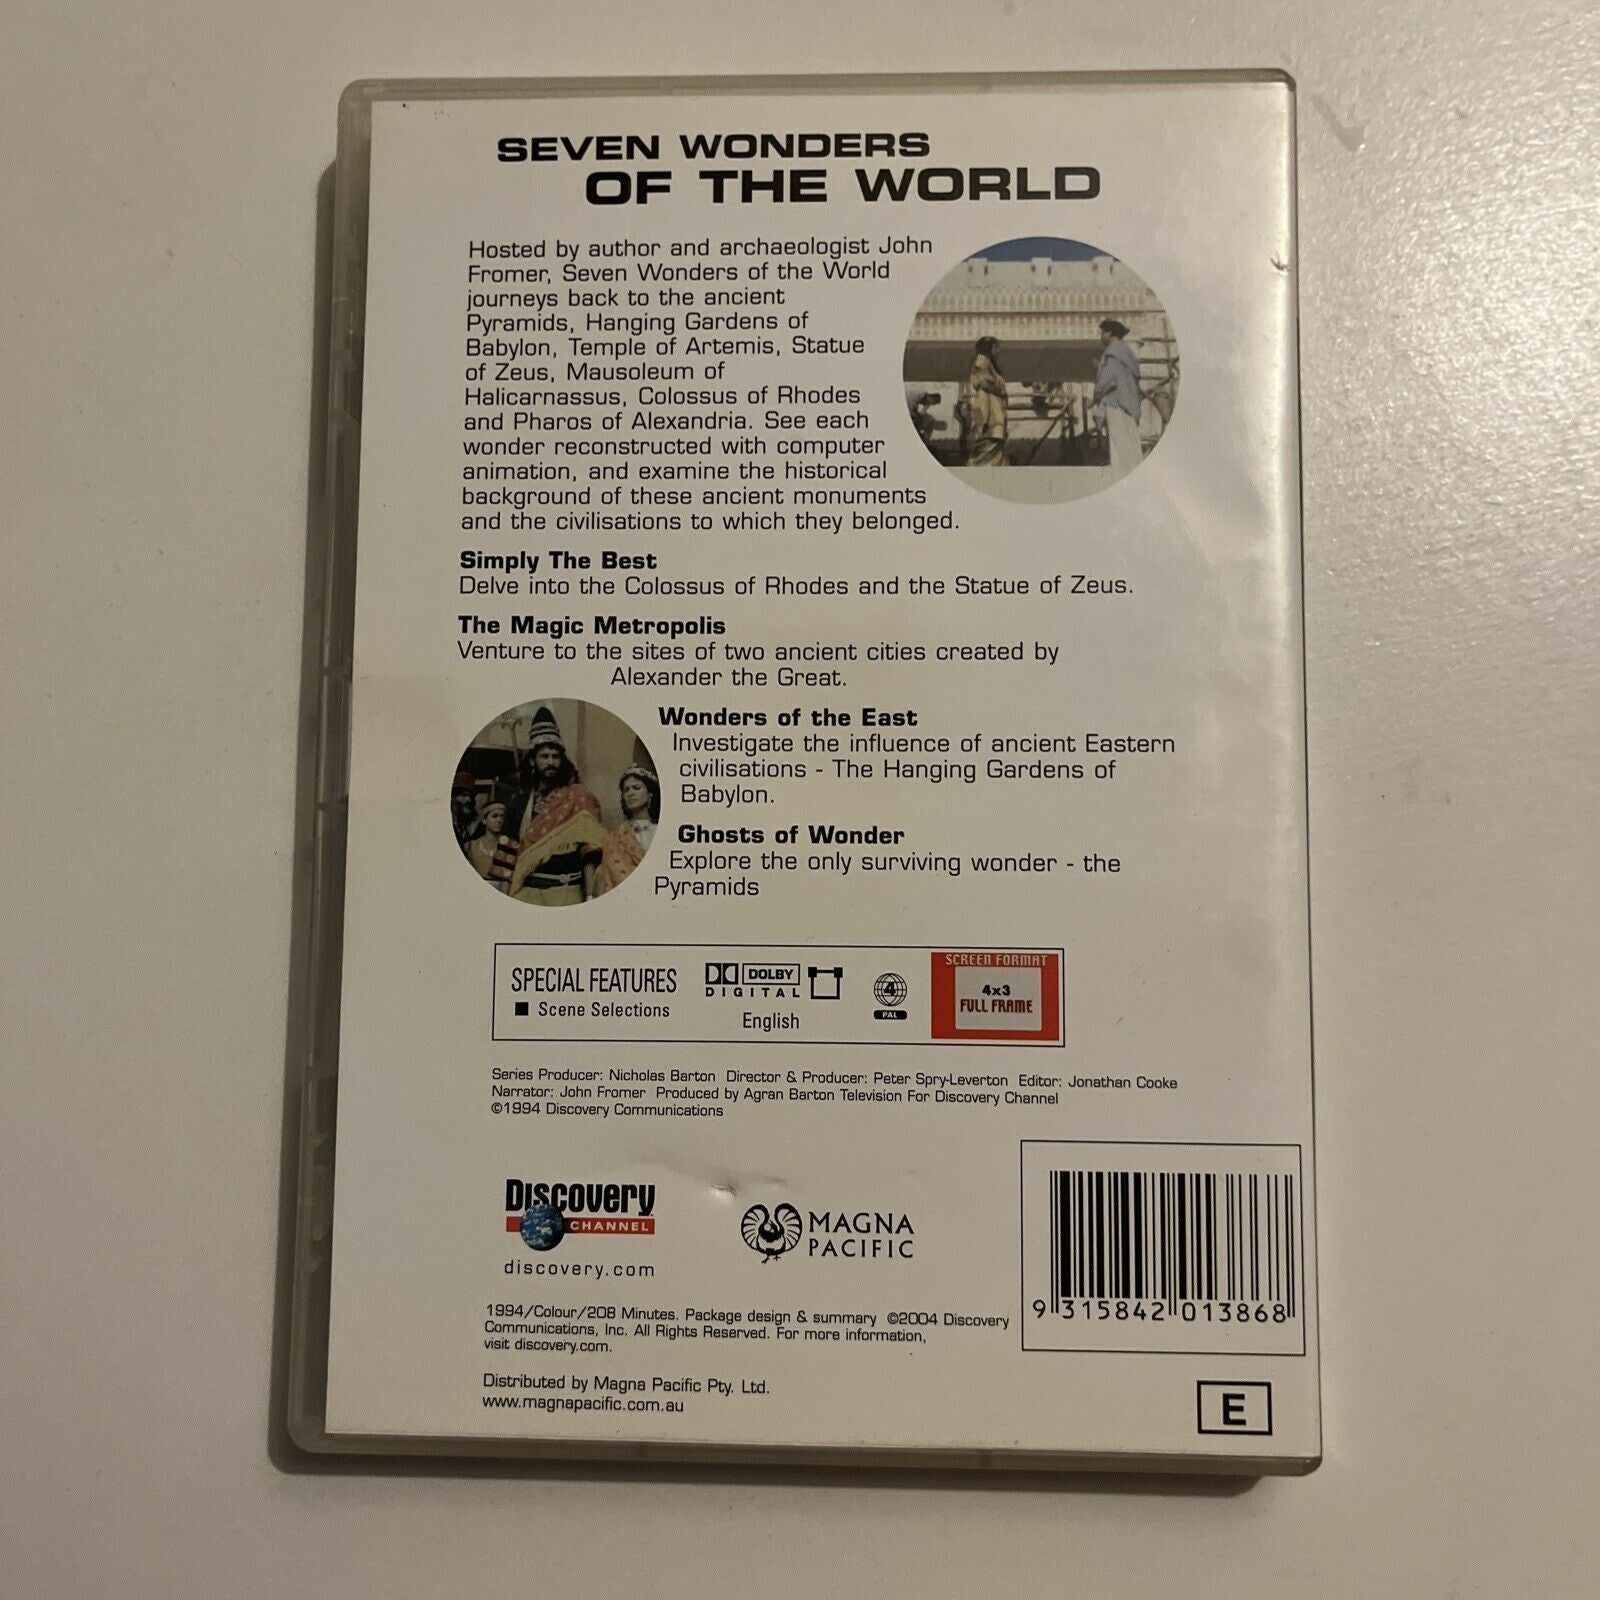 SEVEN WONDERS
OF THE WORLD
Hosted by author and archaeologist John
Fromer, Seven Wonders of the World
journeys back to the ancient
Pyramids, Hanging Gardens of
Babylon, Temple of Artemis, Statue
of Zeus, Mausoleum of
Halicarnassus, Colossus of Rhodes
and Pharos of Alexandria. See each
wonder reconstructed with computer
animation, and examine the historical
background of these ancient monuments
and the civilisations to which they belonged.
Simply The Best
Delve into the Colossus of Rhodes and the Statue of Zeus.
The Magic Metropolis
Venture to the sites of two ancient cities created by
Alexander the Great.
Wonders of the East
Investigate the influence of ancient Eastern
civilisations - The Hanging Gardens of
Babylon.
Ghosts of Wonder
Explore the only surviving wonder - the
Pyramids
SPECIAL FEATURES
■ Scene Selections
DOLBY
DIGITAL
English
4
PAL
SCREEN FORMAT
4x3
FULL FRAME
Series Producer: Nicholas Barton Director & Producer: Peter Spry-Leverton Editor: Jonathan Cooke
Narrator: John Fromer Produced by Agran Barton Television For Discovery Channel
©1994 Discovery Communications
Discovery
CHANNEL
discovery.com
MAGNA
PACIFIC
9 315842 013868
1994/Colour/208 Minutes. Package design & summary ©2004 Discovery
Communications, Inc. All Rights Reserved. For more information,
visit discovery.com.
Distributed by Magna Pacific Pty. Ltd.
www.magnapacific.com.au
E